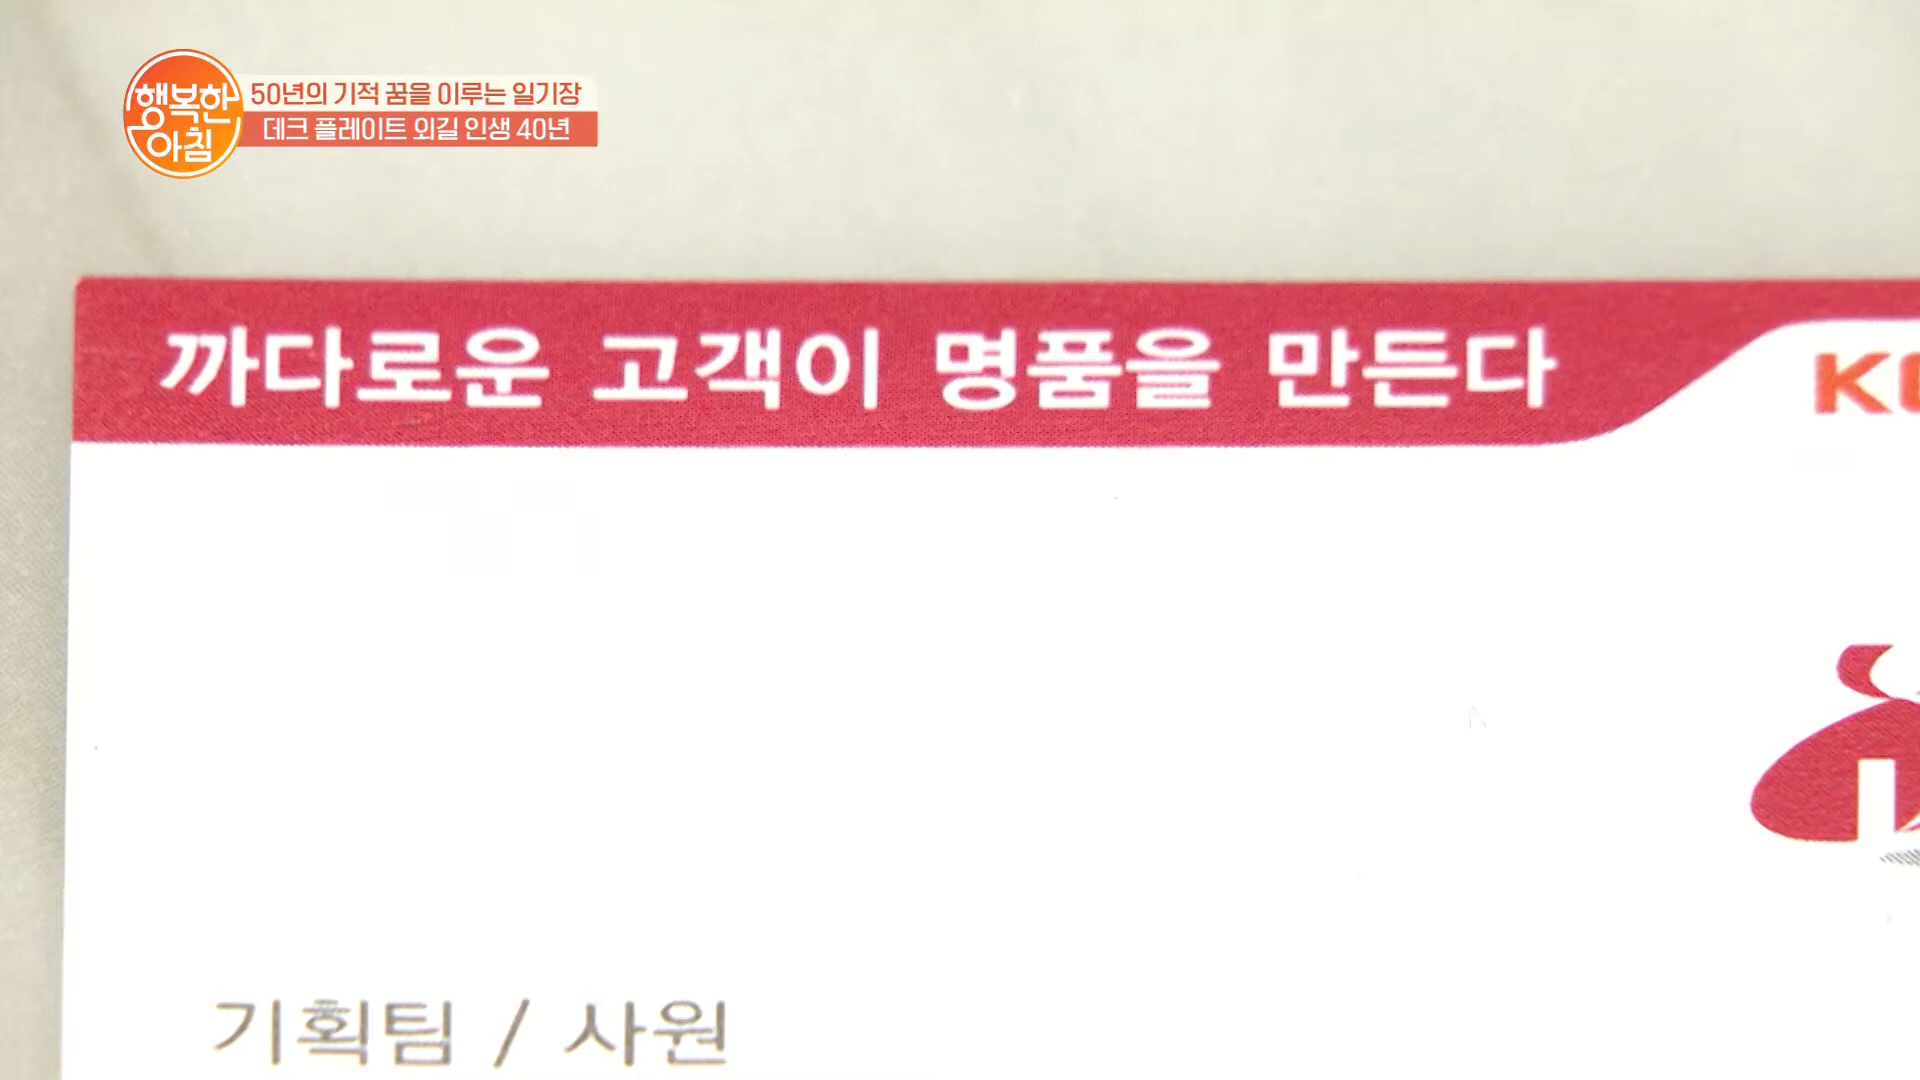 행복한
아침
50년의 기적 꿈을 이루는 일기장
데크 플레이트 외길 인생 40년
까다로운 고객이 명품을 만든다
기획팀 / 사원